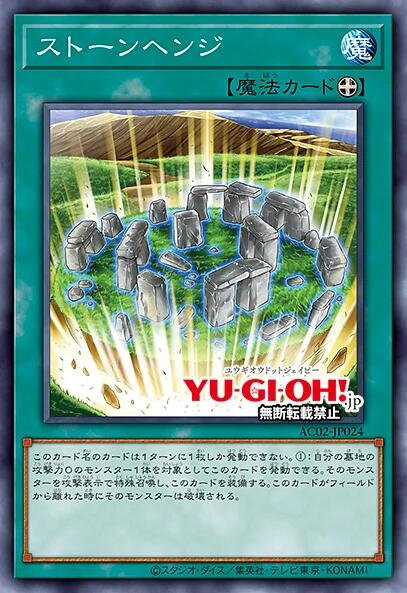 ストーンヘンジ
魔
【魔法カード】
ユウギオウドットジェイピー
YU-GI-OH!.jp
無断転載禁止
AC02-JP024
このカード名のカードは1ターンに1枚しか発動できない。①:自分の墓地の
攻撃力0のモンスター1体を対象としてこのカードを発動できる。そのモンス
ターを攻撃表示で特殊召喚し、このカードを装備する。このカードがフィールド
から離れた時にそのモンスターは破壊される。
©スタジオ・ダイス/集英社・テレビ東京・KONAMI